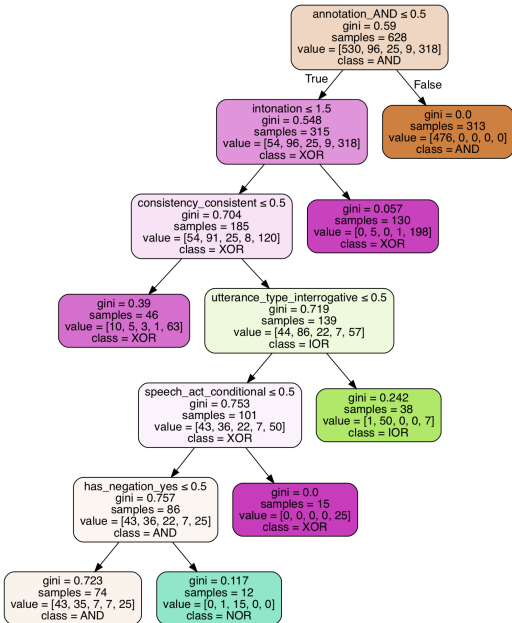 annotation_AND ≤ 0.5
gini = 0.59
samples = 628
value = [530, 96, 25, 9, 318]
class = AND
True
False
intonation ≤ 1.5
gini = 0.548
samples = 315
value = [54, 96, 25, 9, 318]
class = XOR
gini = 0.0
samples = 313
value = [476, 0, 0, 0, 0]
class = AND
consistency_consistent ≤ 0.5
gini = 0.704
samples = 185
value = [54, 91, 25, 8, 120]
class = XOR
gini = 0.057
samples = 130
value = [0, 5, 0, 1, 198]
class = XOR
gini = 0.39
samples = 46
value = [10, 5, 3, 1, 63]
class = XOR
utterance_type_interrogative ≤ 0.5
gini = 0.719
samples = 139
value = [44, 86, 22, 7, 57]
class = IOR
speech_act_conditional ≤ 0.5
gini = 0.753
samples = 101
value = [43, 36, 22, 7, 50]
class = XOR
gini = 0.242
samples = 38
value = [1, 50, 0, 0, 7]
class = IOR
has_negation_yes ≤ 0.5
gini = 0.757
samples = 86
value = [43, 36, 22, 7, 25]
class = AND
gini = 0.0
samples = 15
value = [0, 0, 0, 0, 25]
class = XOR
gini = 0.723
samples = 74
value = [43, 35, 7, 7, 25]
class = AND
gini = 0.117
samples = 12
value = [0, 1, 15, 0, 0]
class = NOR